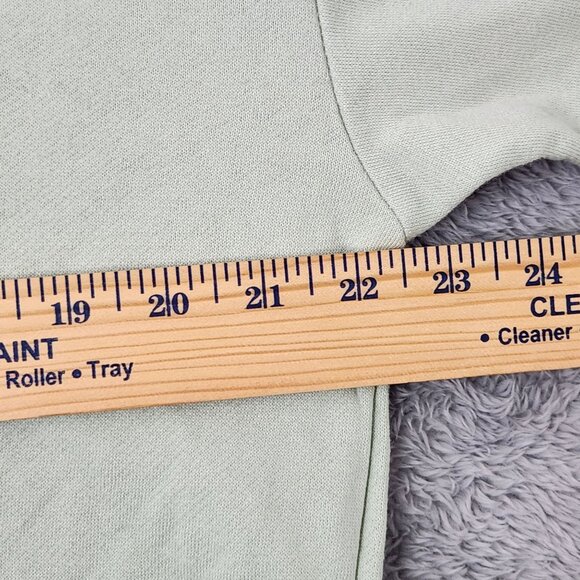 19 20 21 22 23 24
AINT CLE
Roller • Tray • Cleaner